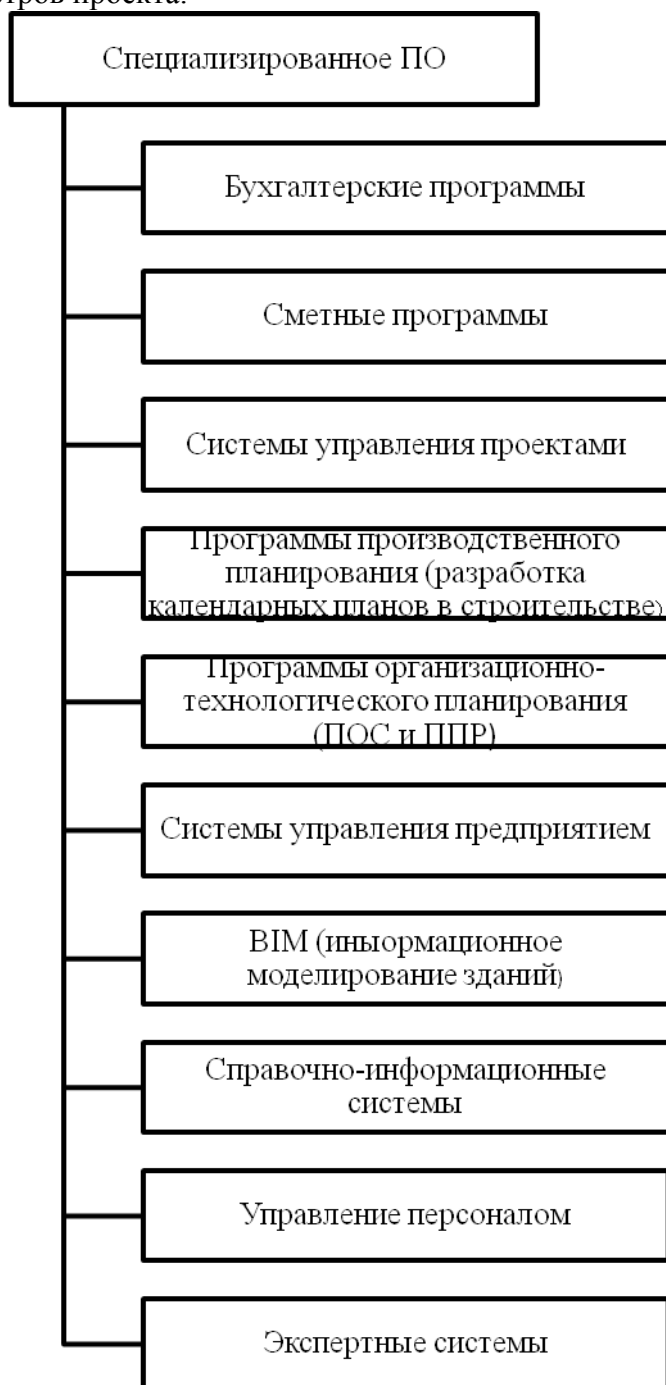 проекта.
Специализированное ПО
Бухгалтерские программы
Сметные программы
Системы управления проектами
Программы производственного
планирования (разработка
календарных планов в строительстве)
Программы организационно-
технологического планирования
(ПОС и ППР)
Системы управления предприятием
BIM (иныормационное
моделирование зданий)
Справочно-информационные
системы
Управление персоналом
Экспертные системы